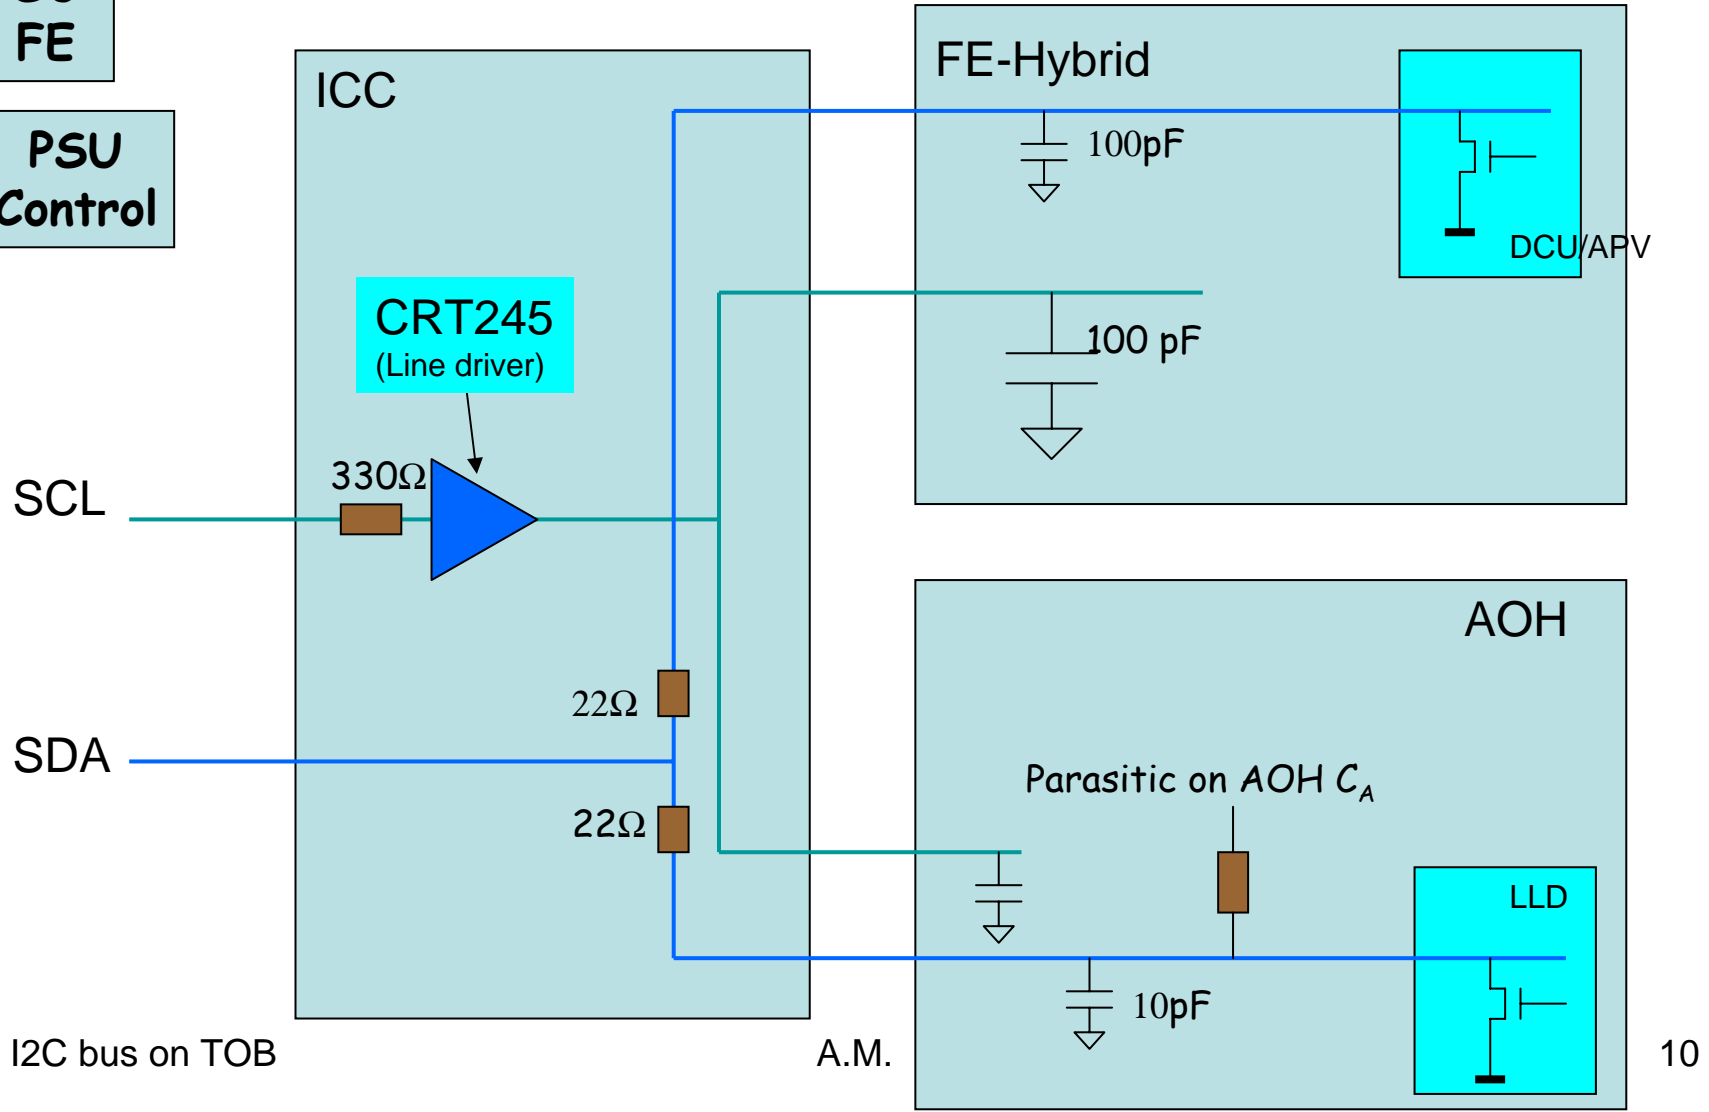 FE
PSU
Control
ICC
CRT245
(Line driver)
330Ω
SCL
22Ω
SDA
22Ω
FE-Hybrid
100pF
DCU/APV
100 pF
AOH
Parasitic on AOH CA
LLD
10pF
I2C bus on TOB
A.M.
10